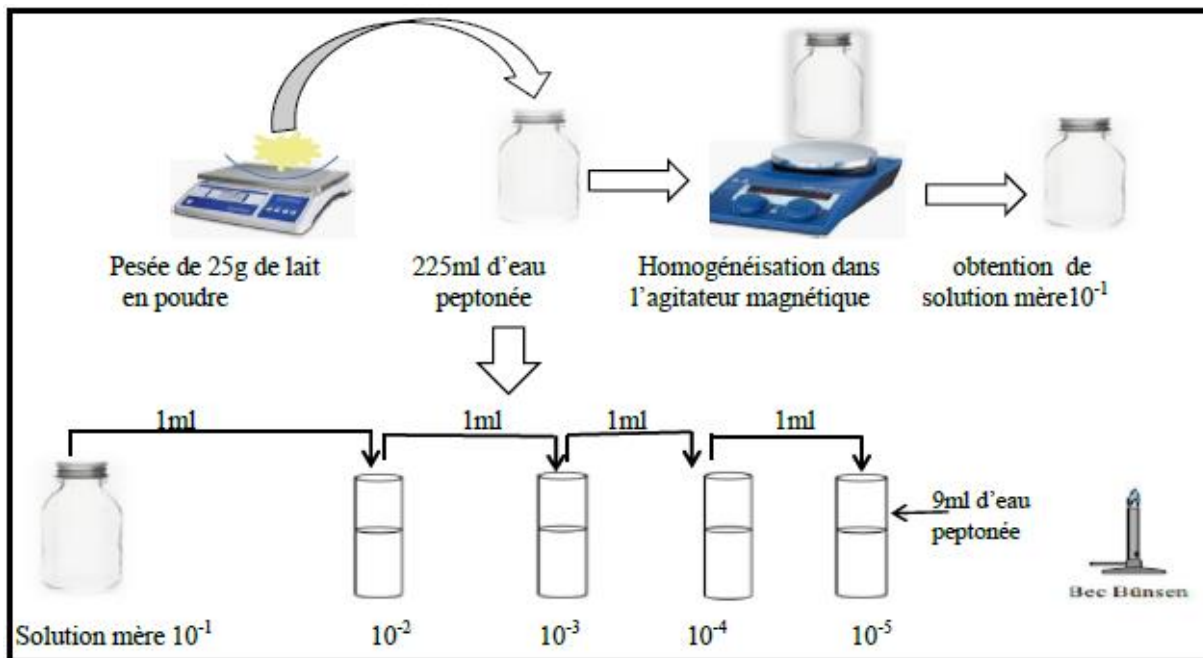 Pesée de 25g de lait
en poudre
225ml d’eau
peptonée
Homogénéisation dans
l’agitateur magnétique
obtention de
solution mère10⁻¹
1ml
1ml
1ml
1ml
9ml d’eau
peptonée
Bec Bünsen
Solution mère 10⁻¹
10⁻²
10⁻³
10⁻⁴
10⁻⁵